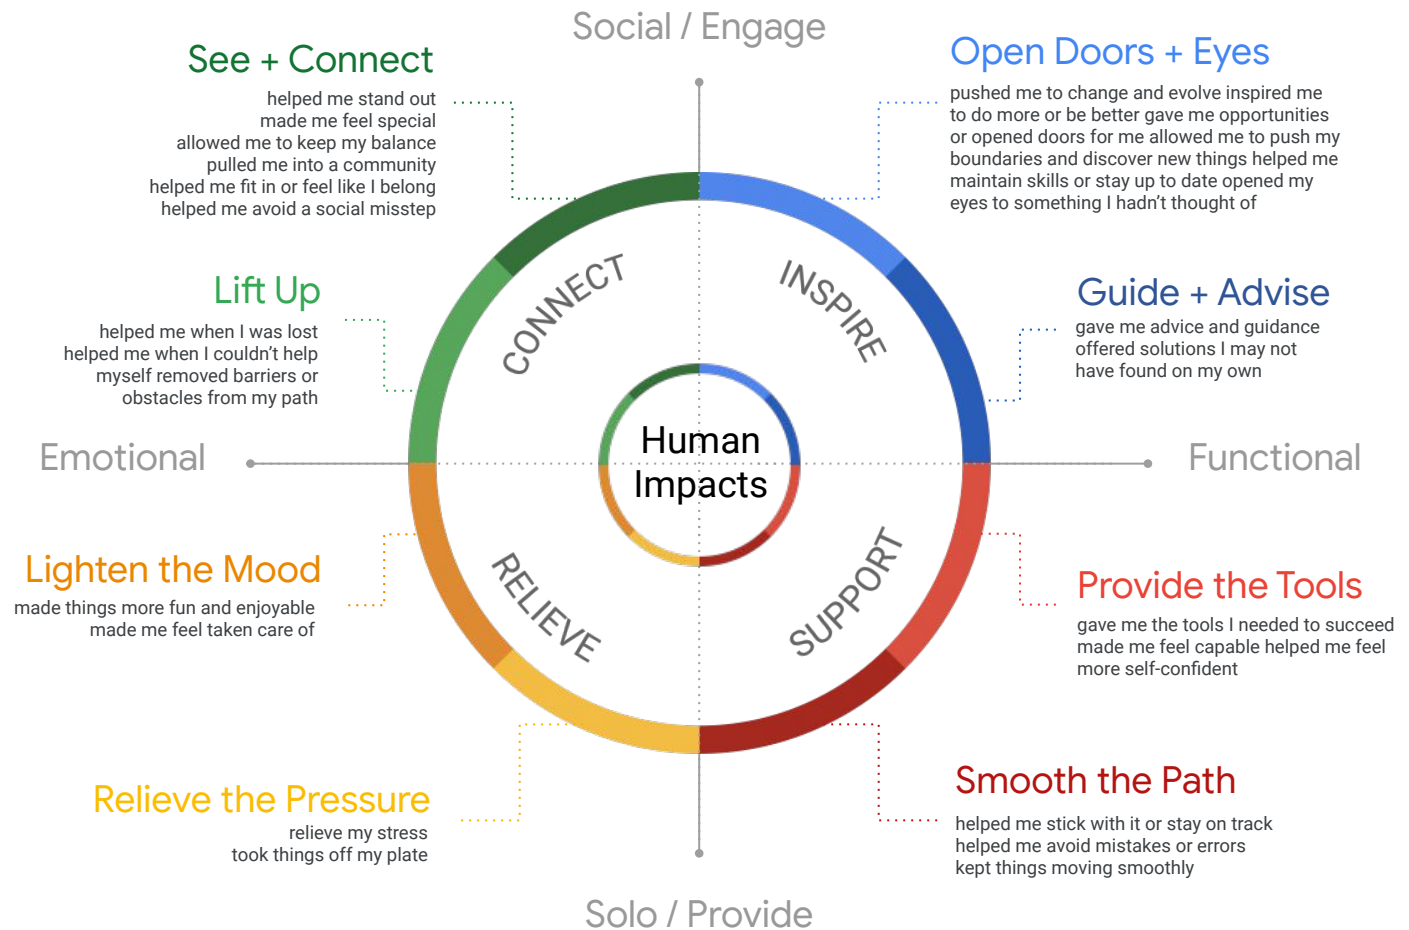 Social / Engage
See + Connect
helped me stand out
made me feel special
allowed me to keep my balance
pulled me into a community
helped me fit in or feel like I belong
helped me avoid a social misstep
Open Doors + Eyes
pushed me to change and evolve inspired me
to do more or be better gave me opportunities
or opened doors for me allowed me to push my
boundaries and discover new things helped me
maintain skills or stay up to date opened my
eyes to something I hadn't thought of
Lift Up
helped me when I was lost
helped me when I couldn't help
myself removed barriers or
obstacles from my path
CONNECT
INSPIRE
Guide + Advise
gave me advice and guidance
offered solutions I may not
have found on my own
Emotional
Human
Impacts
Functional
Lighten the Mood
made things more fun and enjoyable
made me feel taken care of
RELIEVE
SUPPORT
Provide the Tools
gave me the tools I needed to succeed
made me feel capable helped me feel
more self-confident
Relieve the Pressure
relieve my stress
took things off my plate
Smooth the Path
helped me stick with it or stay on track
helped me avoid mistakes or errors
kept things moving smoothly
Solo / Provide